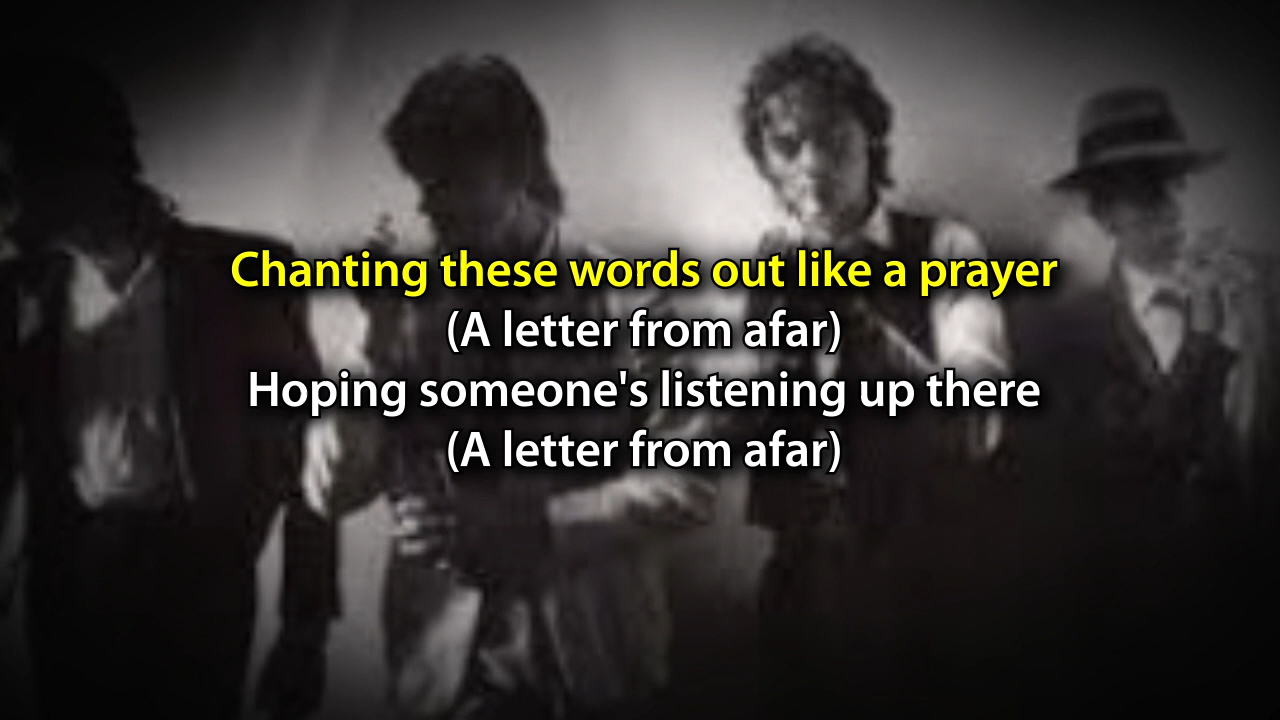 Chanting these words out like a prayer
(A letter from afar)
Hoping someone's listening up there
(A letter from afar)